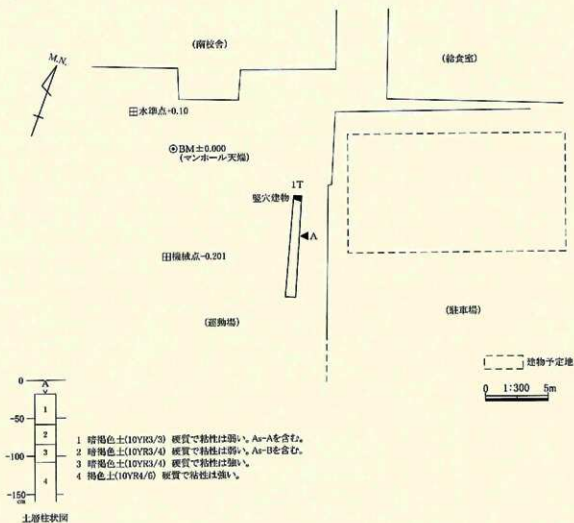 (南校舎)
(給食室)
M.N.
水準点-0.10
BM±0.000
(マンホール天端)
1T
竪穴建物
A
機械点-0.201
(運動場)
(駐車場)
建物予定地
0 1:300 5m
0
A
1
-50
2
3
-100
4
-150
cm
1 暗褐色土(10YR3/3) 硬質で粘性は弱い。As-Aを含む。
2 暗褐色土(10YR3/4) 硬質で粘性は弱い。As-Bを含む。
3 暗褐色土(10YR3/4) 硬質で粘性は強い。
4 褐色土(10YR4/6) 硬質で粘性は強い。
土層柱状図